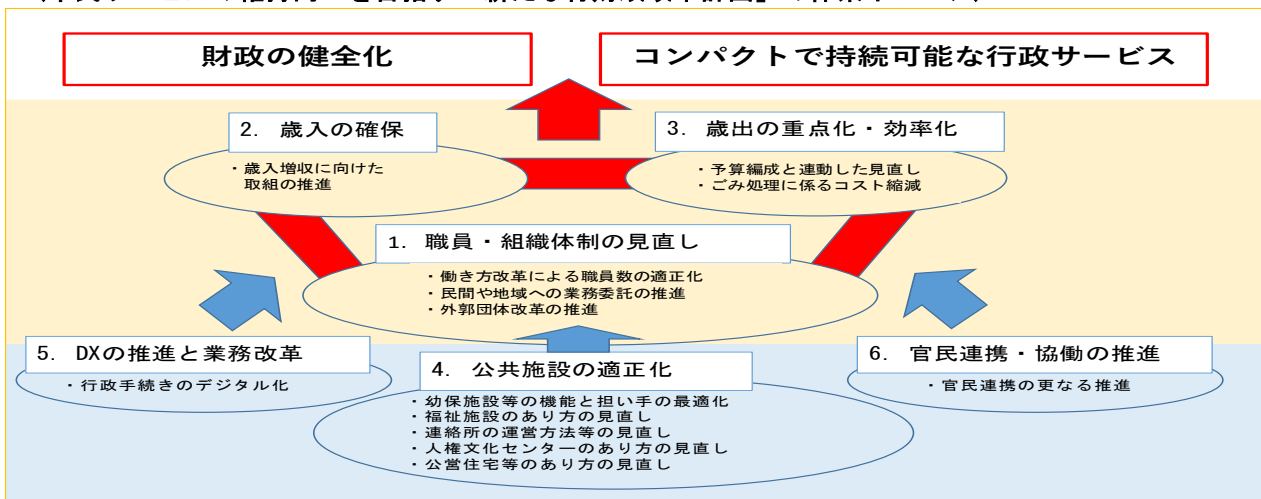 財政の健全化
コンパクトで持続可能な行政サービス
2. 歳入の確保
・歳入増収に向けた
取組の推進
3. 歳出の重点化・効率化
・予算編成と連動した見直し
・ごみ処理に係るコスト縮減
1. 職員・組織体制の見直し
・働き方改革による職員数の適正化
・民間や地域への業務委託の推進
・外郭団体改革の推進
5. DXの推進と業務改革
・行政手続きのデジタル化
4. 公共施設の適正化
・幼保施設等の機能と担い手の最適化
・福祉施設のあり方の見直し
・連絡所の運営方法等の見直し
・人権文化センターのあり方の見直し
・公営住宅等のあり方の見直し
6. 官民連携・協働の推進
・官民連携の更なる推進